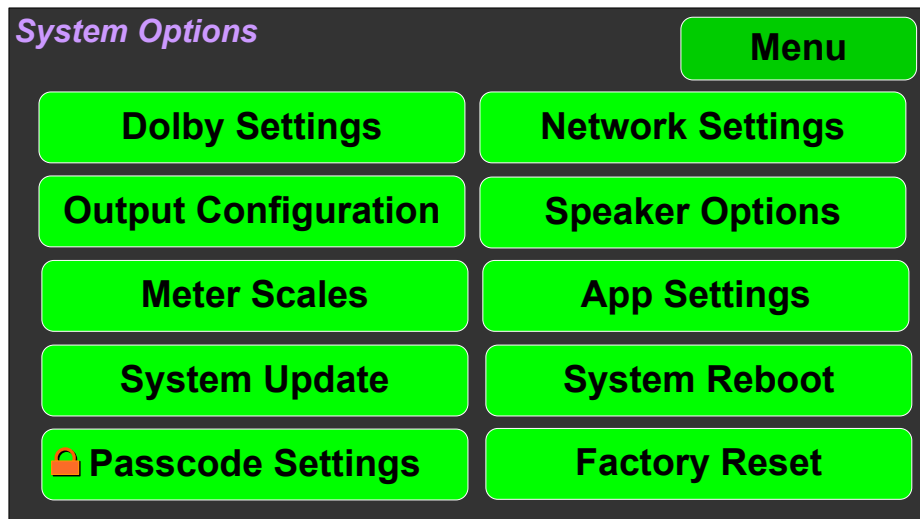 System Options
Menu
Dolby Settings
Network Settings
Output Configuration
Speaker Options
Meter Scales
App Settings
System Update
System Reboot
Passcode Settings
Factory Reset